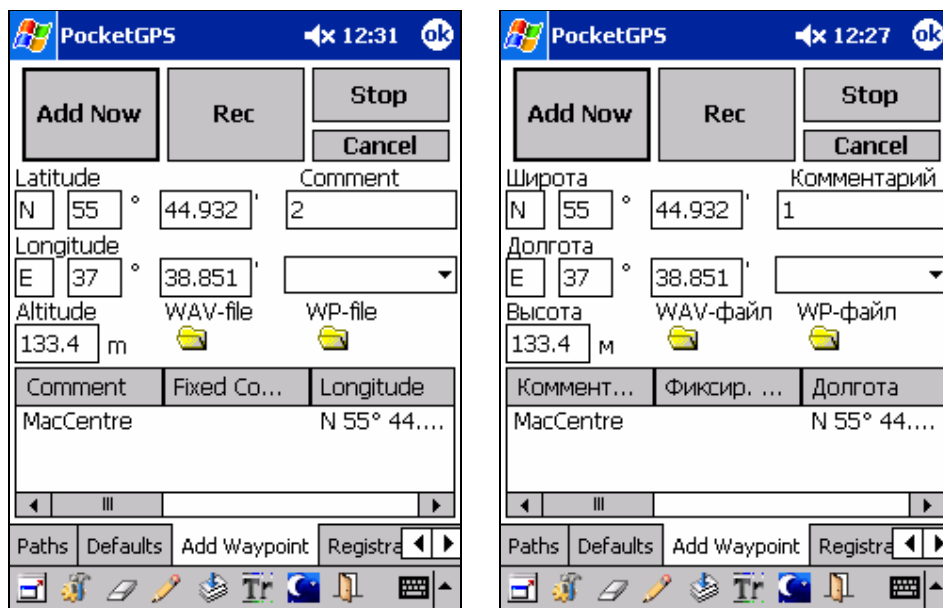 PocketGPS 12:31 ok
Add Now Rec Stop
Cancel
Latitude Comment
N 55 ° 44.932 ' 2
Longitude
E 37 ° 38.851 '
Altitude WAV-file WP-file
133.4 m
Comment Fixed Co... Longitude
MacCentre N 55° 44....
Paths Defaults Add Waypoint Registra
Tr
PocketGPS 12:27 ok
Add Now Rec Stop
Cancel
Широта Комментарий
N 55 ° 44.932 ' 1
Долгота
E 37 ° 38.851 '
Высота WAV-файл WP-файл
133.4 м
Коммент... Фиксир. ... Долгота
MacCentre N 55° 44....
Paths Defaults Add Waypoint Registra
Tr